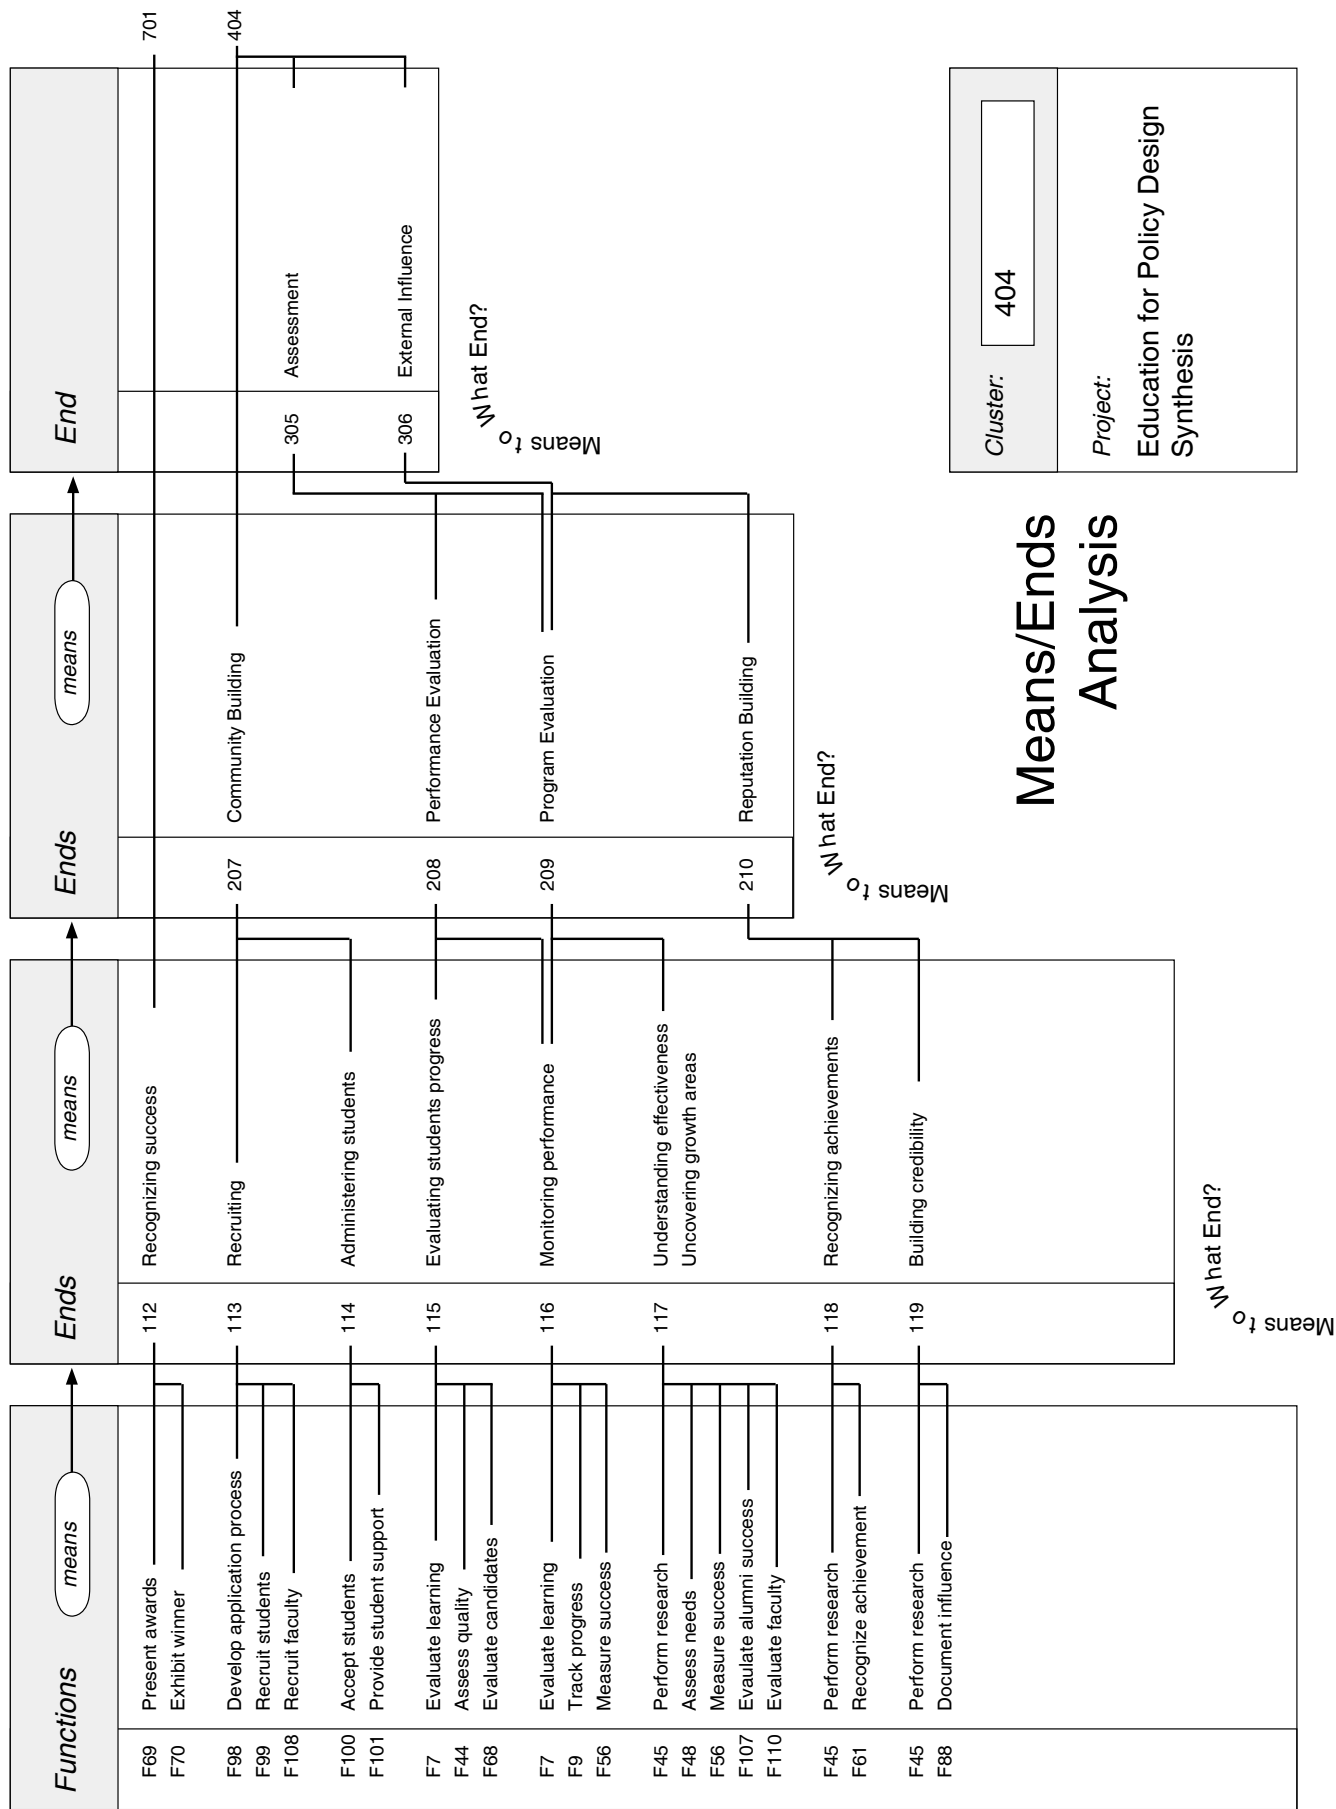 Functions
means
Ends
means
Ends
means
End
F69 Present awards
F70 Exhibit winner
F98 Develop application process
F99 Recruit students
F108 Recruit faculty
F100 Accept students
F101 Provide student support
F7 Evaluate learning
F44 Assess quality
F68 Evaluate candidates
F7 Evaluate learning
F9 Track progress
F56 Measure success
F45 Perform research
F48 Assess needs
F56 Measure success
F107 Evaulate alumni success
F110 Evaluate faculty
F45 Perform research
F61 Recognize achievement
F45 Perform research
F88 Document influence
112 Recognizing success
113 Recruiting
114 Administering students
115 Evaluating students progress
116 Monitoring performance
117 Understanding effectiveness
Uncovering growth areas
118 Recognizing achievements
119 Building credibility
Means to What End?
207 Community Building
208 Performance Evaluation
209 Program Evaluation
210 Reputation Building
Means to What End?
701
404
305 Assessment
306 External Influence
Means to What End?
Means/Ends
Analysis
Cluster: 404
Project:
Education for Policy Design
Synthesis